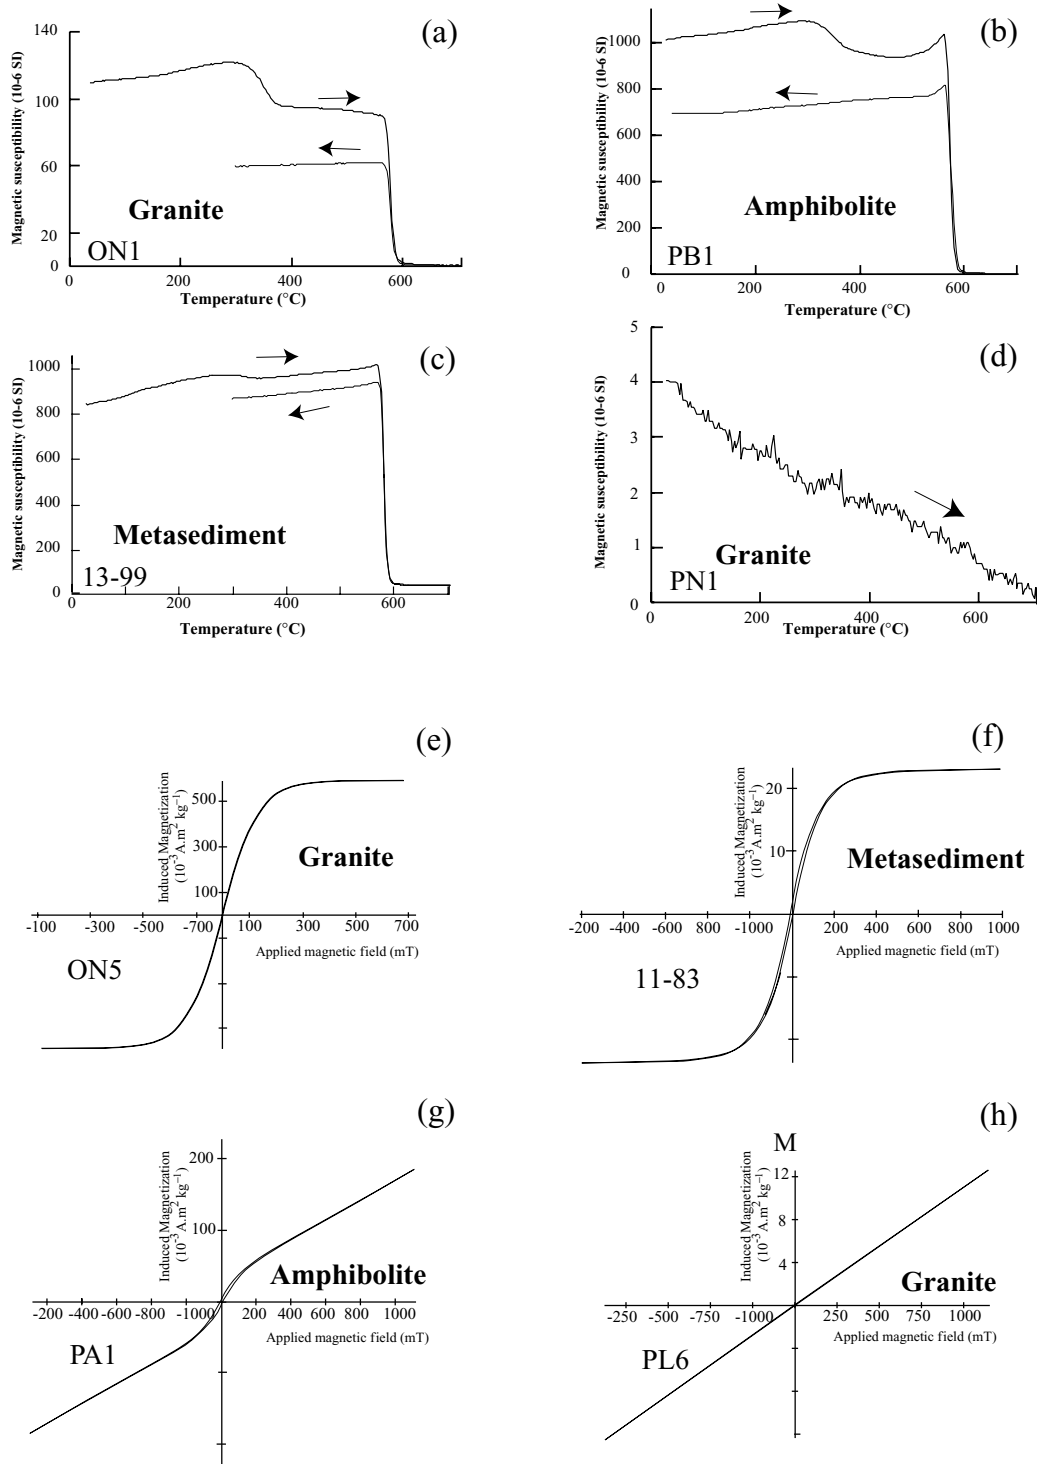 (a)
Magnetic susceptibility (10-6 SI)
140
100
60
20
0
Granite
ON1
0 200 400 600
Temperature (°C)
(b)
Magnetic susceptibility (10-6 SI)
1000
800
600
400
200
0
Amphibolite
PB1
0 200 400 600
Temperature (°C)
(c)
Magnetic susceptibility (10-6 SI)
1000
800
600
400
200
0
Metasediment
13-99
0 200 400 600
Temperature (°C)
(d)
Magnetic susceptibility (10-6 SI)
5
4
3
2
1
0
Granite
PN1
0 200 400 600
Temperature (°C)
(e)
Induced Magnetization
(10⁻³ A.m² kg⁻¹)
500
300
100
Granite
-100 -300 -500 -700 100 300 500 700
Applied magnetic field (mT)
ON5
(f)
Induced Magnetization
(10⁻³ A.m² kg⁻¹)
20
10
Metasediment
-200 -400 -600 -800 -1000 200 400 600 800 1000
Applied magnetic field (mT)
11-83
(g)
Induced Magnetization
(10⁻³ A.m² kg⁻¹)
200
100
Amphibolite
-200 -400 -600 -800 -1000 200 400 600 800 1000
Applied magnetic field (mT)
PA1
(h)
M
Induced Magnetization
(10⁻³ A.m² kg⁻¹)
12
8
4
Granite
-250 -500 -750 -1000 250 500 750 1000
Applied magnetic field (mT)
PL6